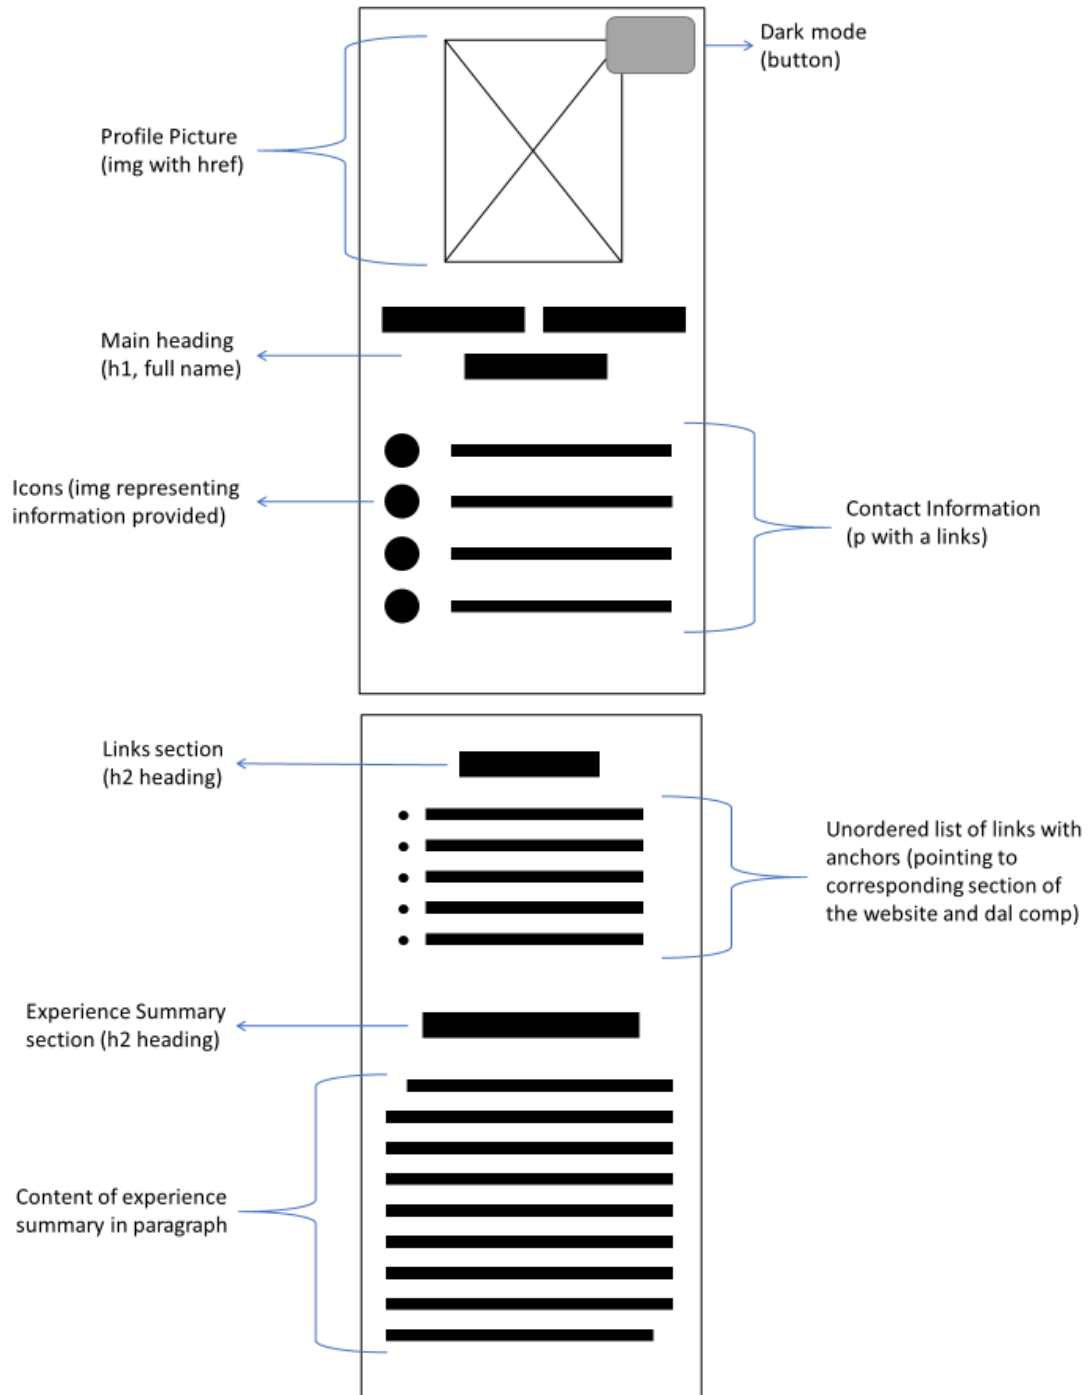 Dark mode
(button)
Profile Picture
(img with href)
Main heading
(h1, full name)
Icons (img representing
information provided)
Contact Information
(p with a links)
Links section
(h2 heading)
Unordered list of links with
anchors (pointing to
corresponding section of
the website and dal comp)
Experience Summary
section (h2 heading)
Content of experience
summary in paragraph